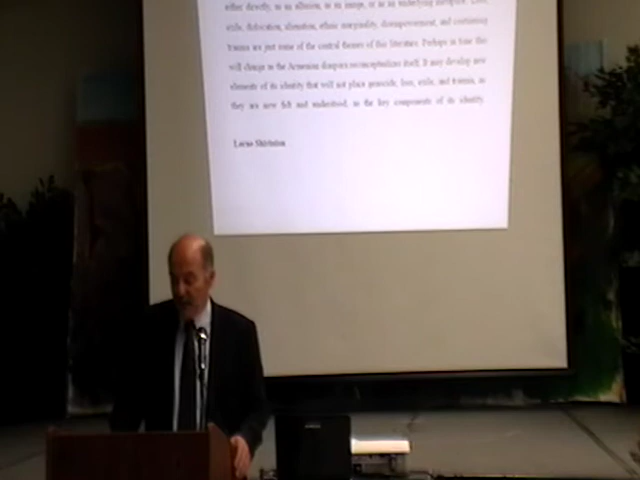 either directly, as an allusion, as an image, or as an underlying metaphor. Loss,
exile, dislocation, alienation, ethnic marginality, disempowerment, and continuing
trauma are just some of the central themes of this literature. Perhaps in time this
will change as the Armenian diaspora reconceptualizes itself. It may develop new
elements of its identity that will not place genocide, loss, exile, and trauma, as
they are now felt and understood, as the key components of its identity.
Lorne Shirinian